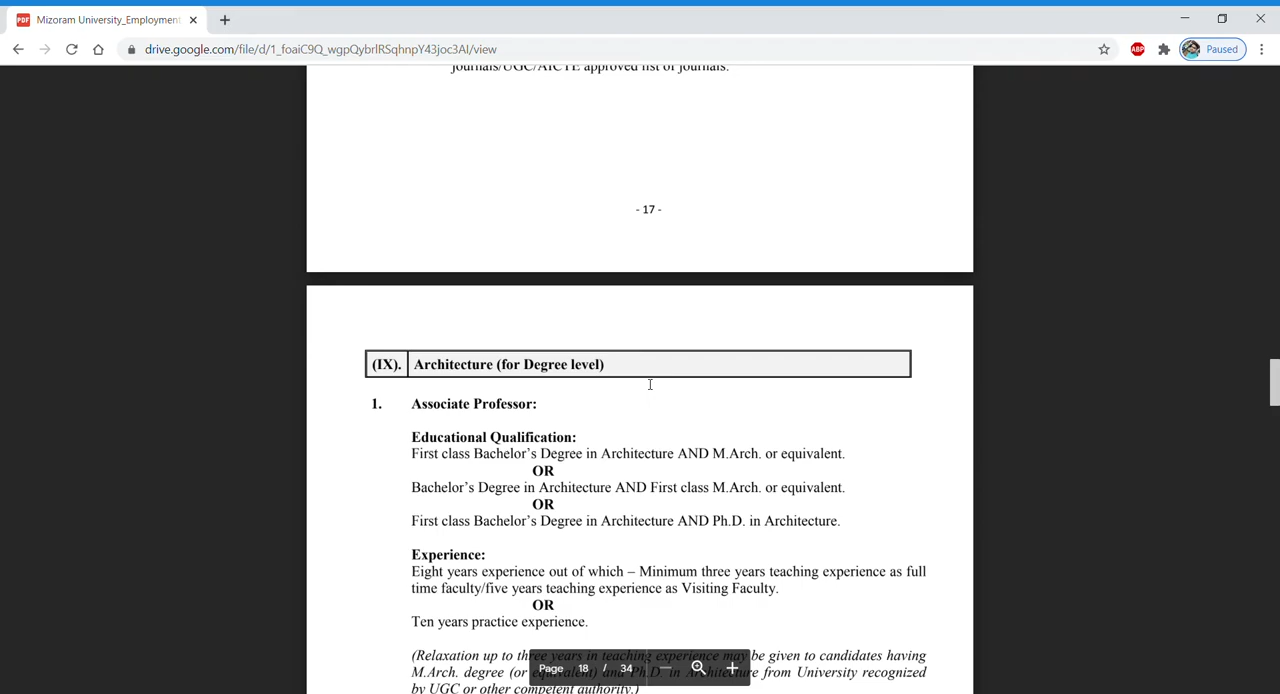 Mizoram University_Employment
drive.google.com/file/d/1_foaiC9Q_wgpQybrlRSqhnpY43joc3Al/view
ABP
Paused
journals/UGC/AICTE approved list of journals.
- 17 -
(IX). Architecture (for Degree level)
1. Associate Professor:
Educational Qualification:
First class Bachelor's Degree in Architecture AND M.Arch. or equivalent.
OR
Bachelor's Degree in Architecture AND First class M.Arch. or equivalent.
OR
First class Bachelor's Degree in Architecture AND Ph.D. in Architecture.
Experience:
Eight years experience out of which – Minimum three years teaching experience as full
time faculty/five years teaching experience as Visiting Faculty.
OR
Ten years practice experience.
(Relaxation up to three years in teaching experience may be given to candidates having
M.Arch. degree (or equivalent) and Ph.D. in Architecture from University recognized
by UGC or other competent authority.)
Page 18 / 34